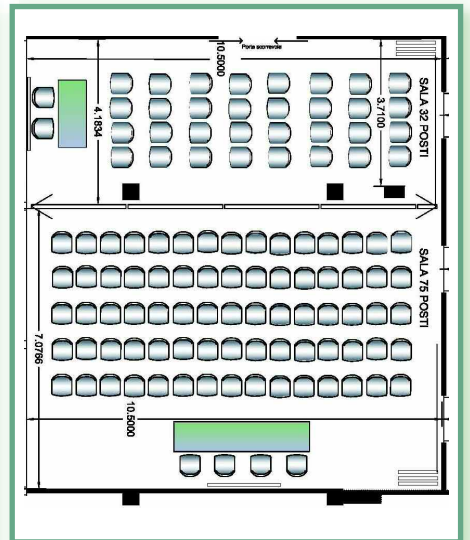 Porta scorrevole
10.5000
4.1834
3.7100
SALA 32 POSTI
SALA 75 POSTI
7.0766
10.5000